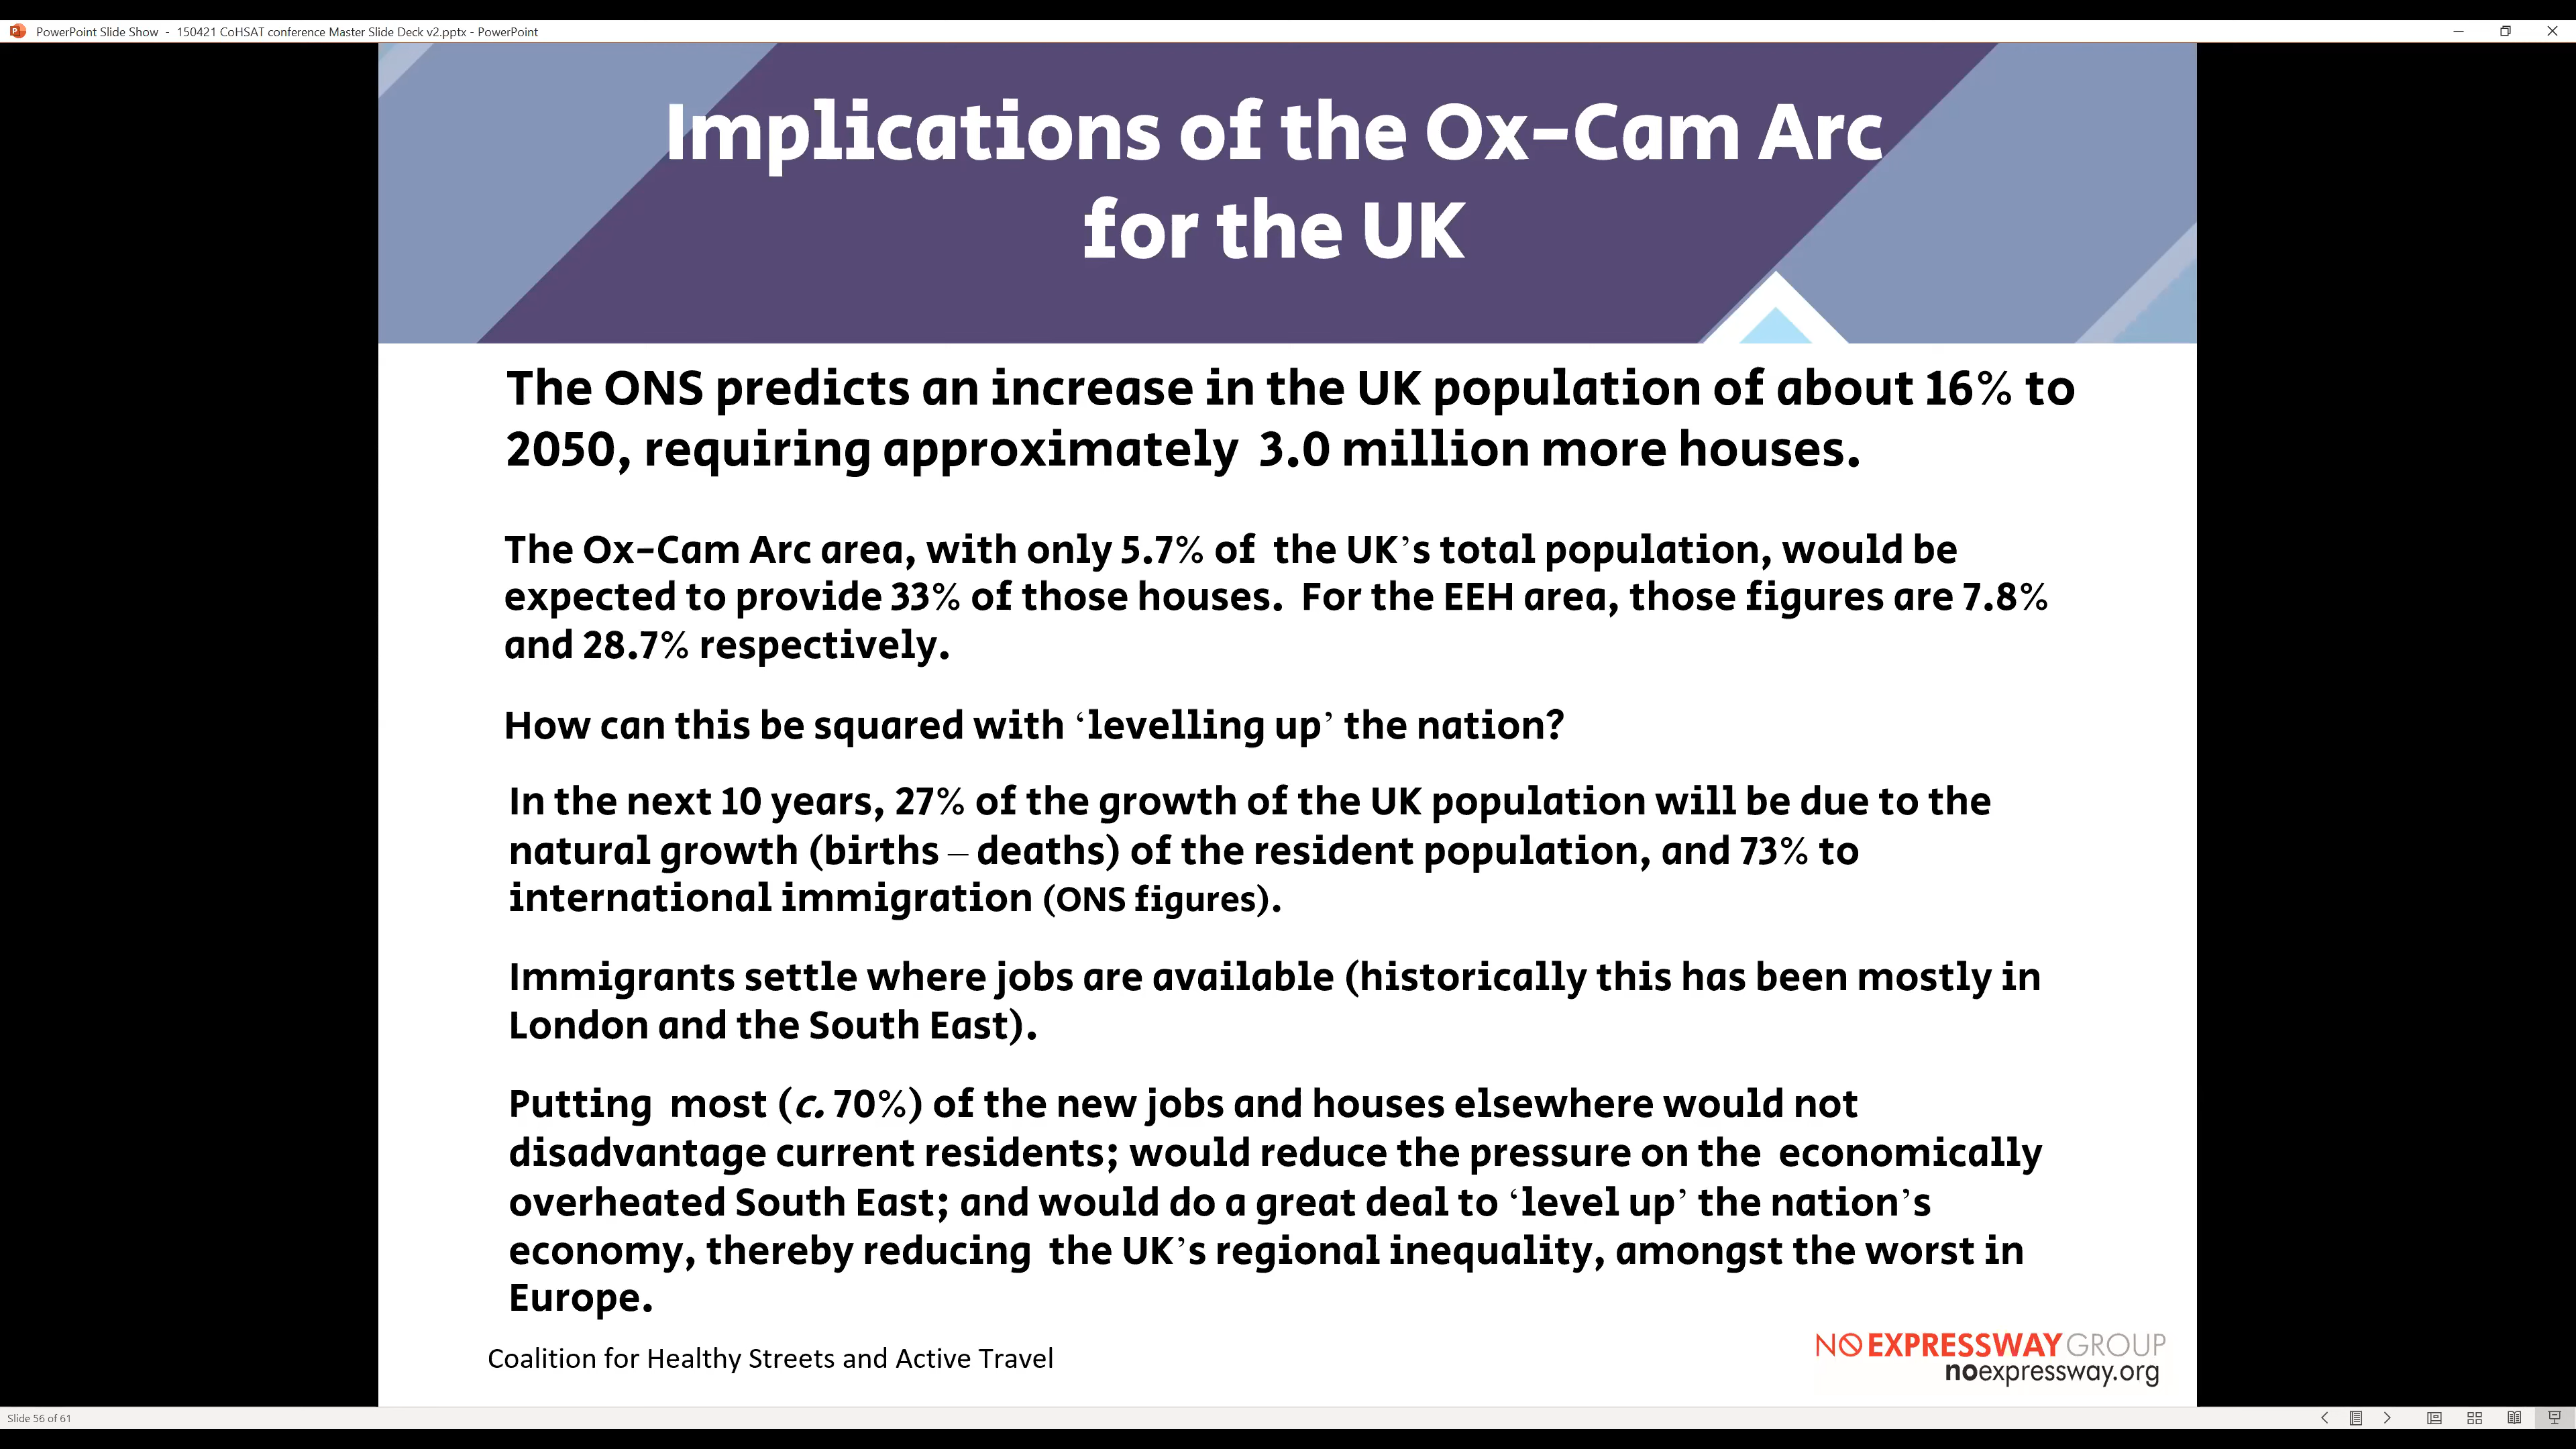 PowerPoint Slide Show - 150421 CoHSAT conference Master Slide Deck v2.pptx - PowerPoint
Implications of the Ox-Cam Arc
for the UK
The ONS predicts an increase in the UK population of about 16% to
2050, requiring approximately 3.0 million more houses.
The Ox-Cam Arc area, with only 5.7% of the UK’s total population, would be
expected to provide 33% of those houses. For the EEH area, those figures are 7.8%
and 28.7% respectively.
How can this be squared with ‘levelling up’ the nation?
In the next 10 years, 27% of the growth of the UK population will be due to the
natural growth (births – deaths) of the resident population, and 73% to
international immigration (ONS figures).
Immigrants settle where jobs are available (historically this has been mostly in
London and the South East).
Putting most (c. 70%) of the new jobs and houses elsewhere would not
disadvantage current residents; would reduce the pressure on the economically
overheated South East; and would do a great deal to ‘level up’ the nation’s
economy, thereby reducing the UK’s regional inequality, amongst the worst in
Europe.
Coalition for Healthy Streets and Active Travel
NO EXPRESSWAY GROUP
noexpressway.org
Slide 56 of 61